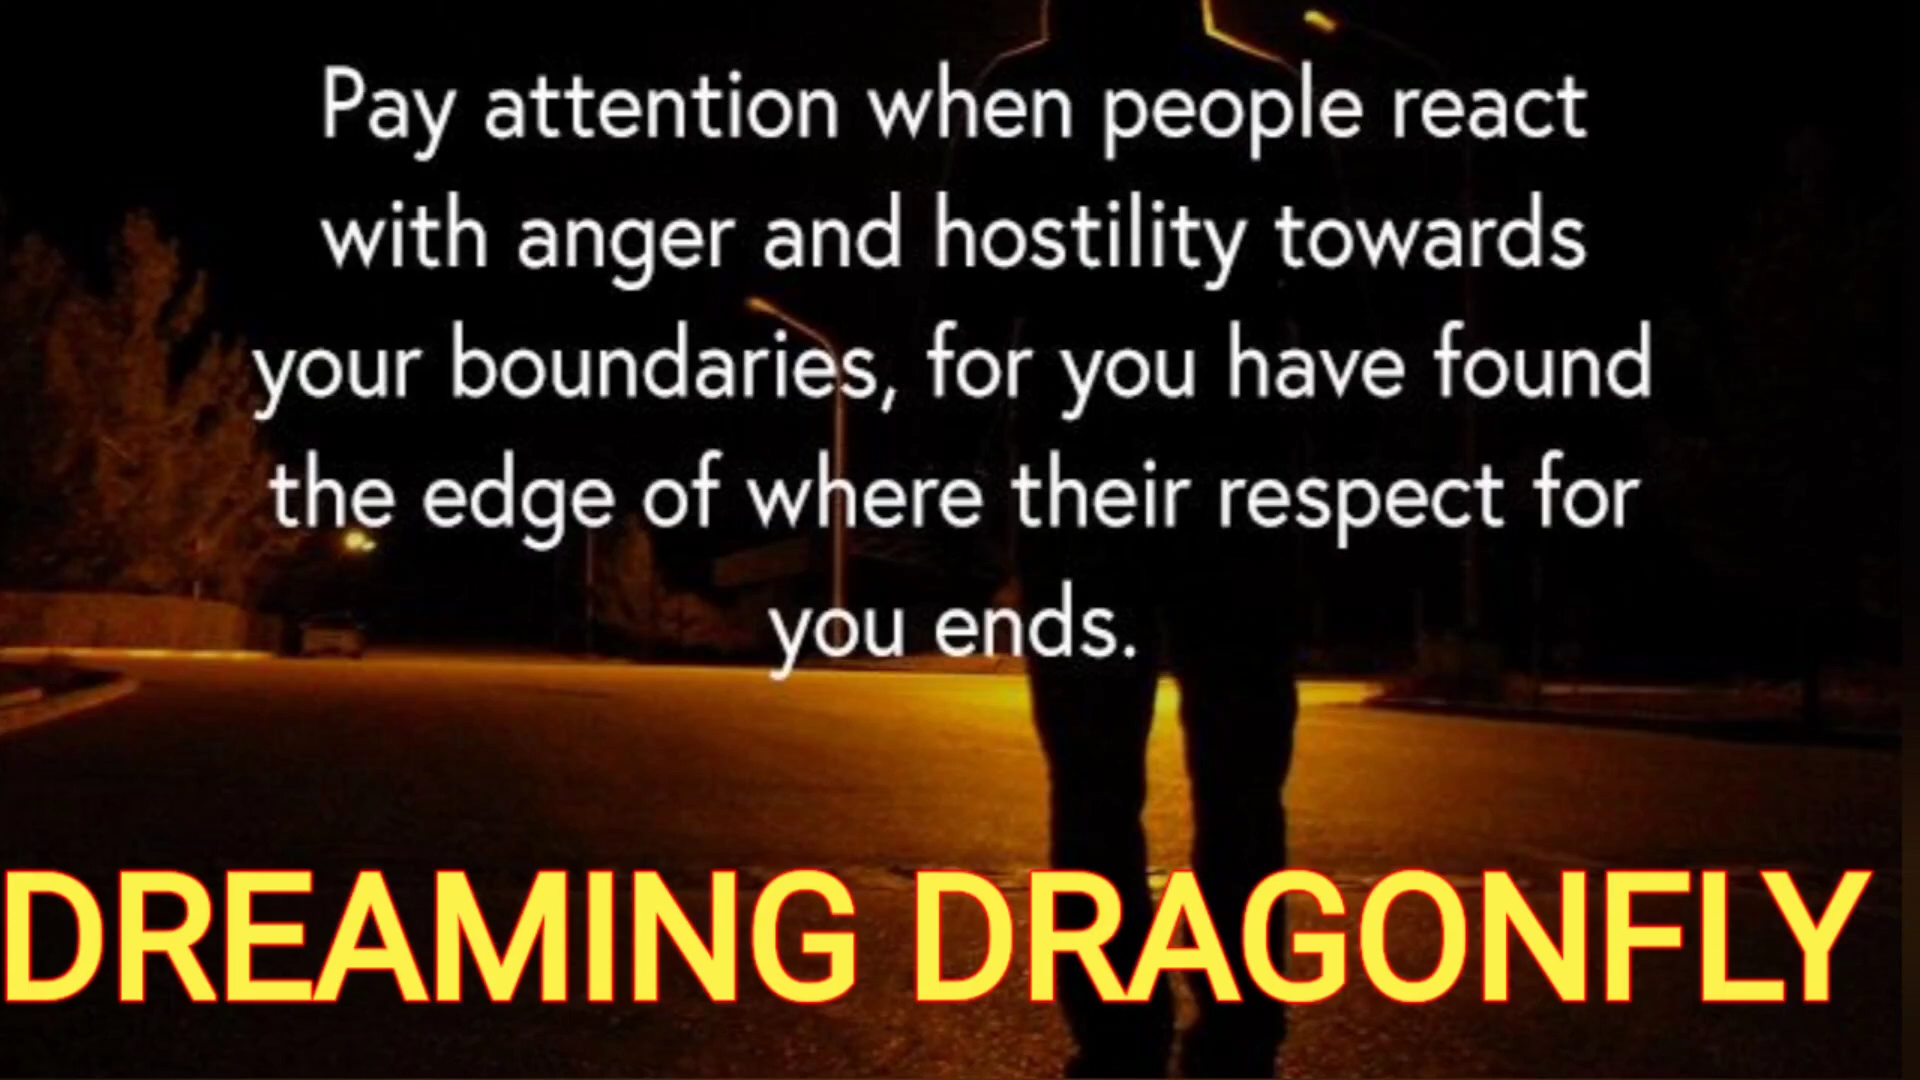 Pay attention when people react
with anger and hostility towards
your boundaries, for you have found
the edge of where their respect for
you ends.
DREAMING DRAGONFLY